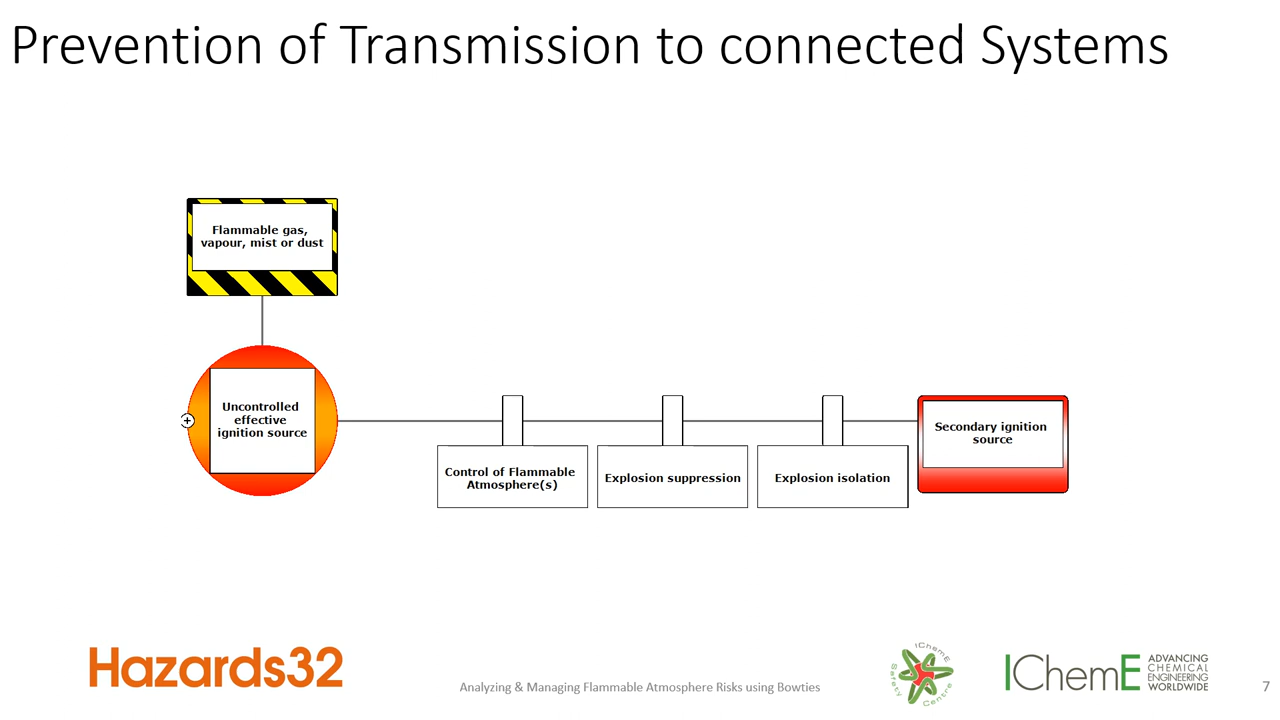 Prevention of Transmission to connected Systems
Flammable gas,
vapour, mist or dust
Uncontrolled
effective
ignition source
+
Control of Flammable
Atmosphere(s)
Explosion suppression
Explosion isolation
Secondary ignition
source
Hazards32
Analyzing & Managing Flammable Atmosphere Risks using Bowties
IChemE
Safety
Centre
IChemE
ADVANCING
CHEMICAL
ENGINEERING
WORLDWIDE
7